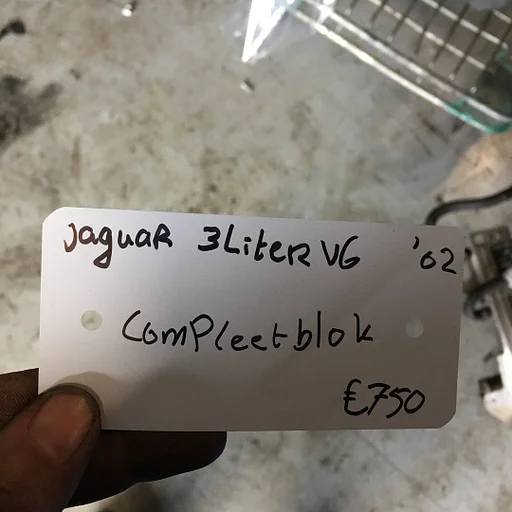 Jaguar 3Liter V6 '02
Compleetblok
€750